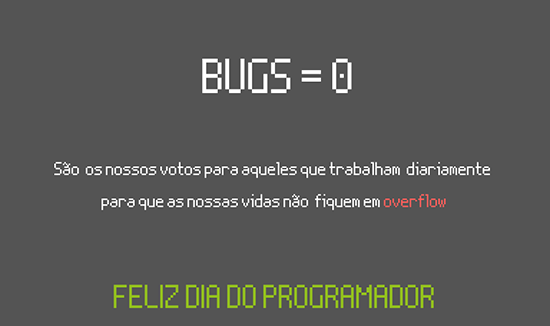 BUGS = 0
São os nossos votos para aqueles que trabalham diariamente
para que as nossas vidas não fiquem em overflow
FELIZ DIA DO PROGRAMADOR